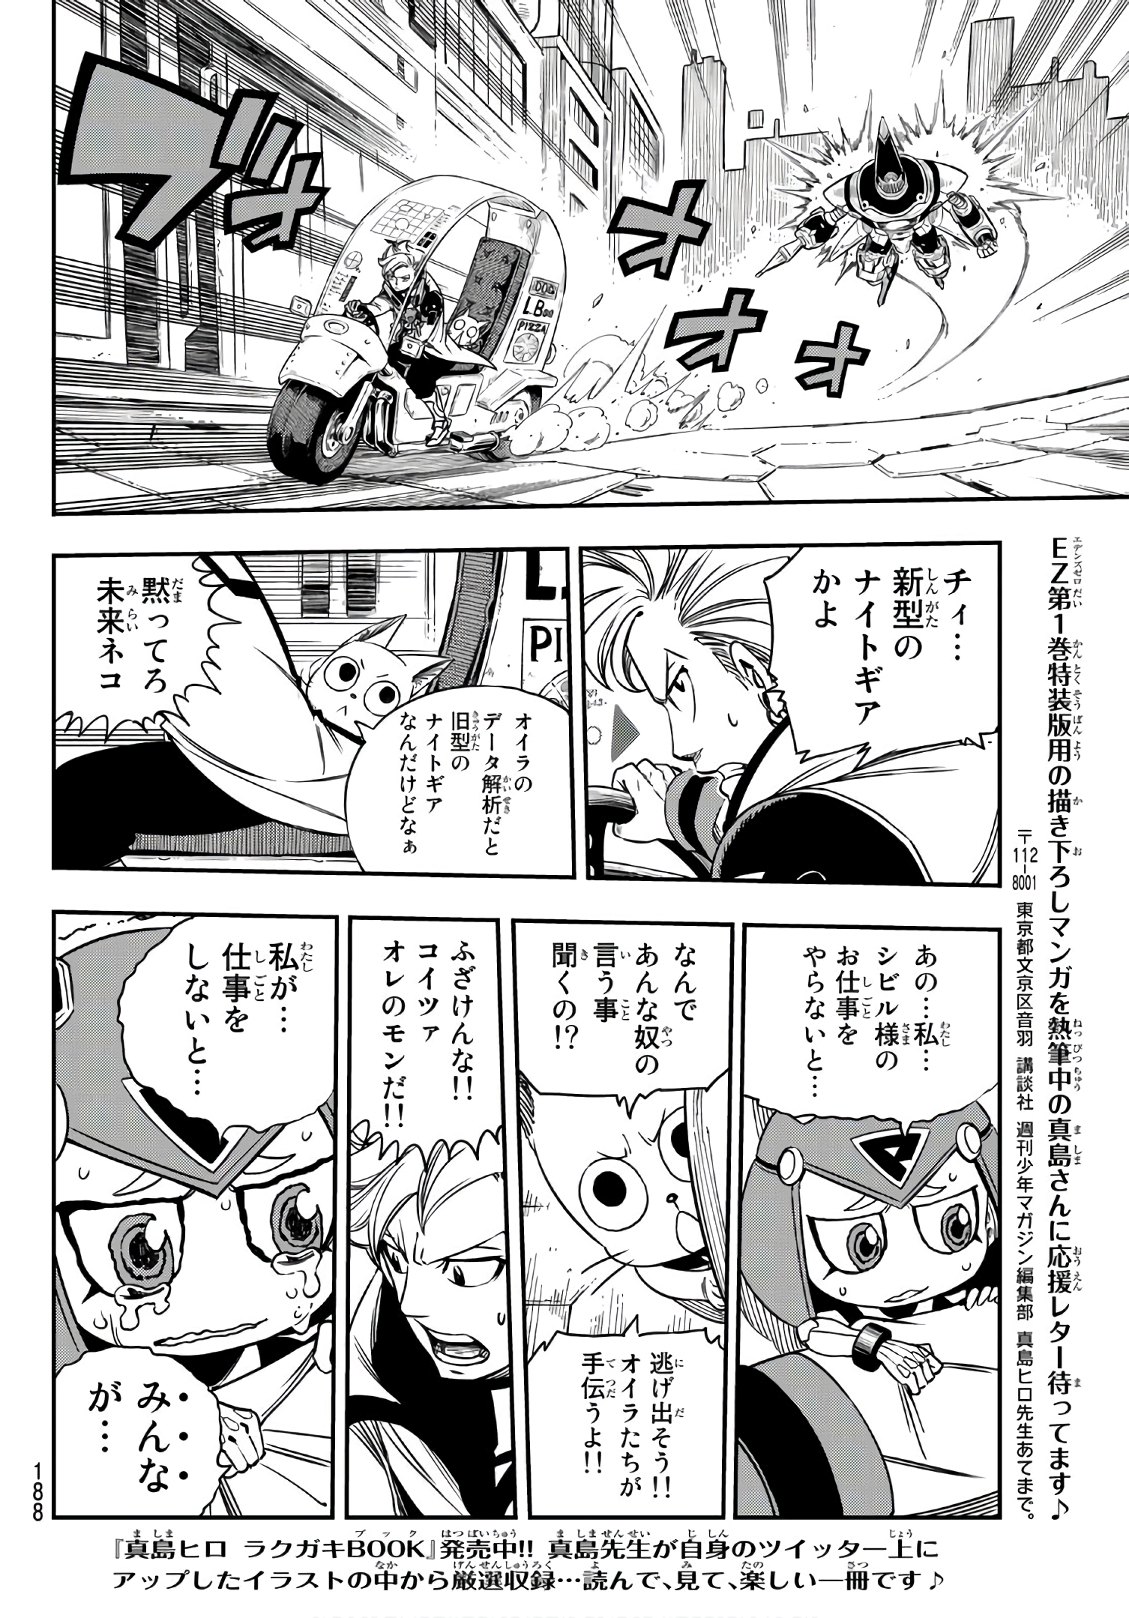 ブォォ
オオオ
LBoo
PIZZA
チィ…
新型の
ナイトギア
かよ
オイラの
データ解析だと
旧型の
ナイトギア
なんだけどなぁ
黙ってろ
未来ネコ
PI
あの…私…
シビル様の
お仕事を
やらないと…
なんで
あんな奴の
言う事
聞くの!?
逃げ出そう!!
オイラたちが
手伝うよ!!
ふざけんな!!
コイツァ
オレのモンだ!!
私が…
仕事を
しないと…
みんな
が…
EZ第1巻特装版用の描き下ろしマンガを熱筆中の真島さんに応援レター待ってます♪
〒112-8001 東京都文京区音羽 講談社 週刊少年マガジン編集部 真島ヒロ先生あてまで。
188
『真島ヒロ ラクガキBOOK』発売中!! 真島先生が自身のツイッター上に
アップしたイラストの中から厳選収録…読んで、見て、楽しい一冊です♪